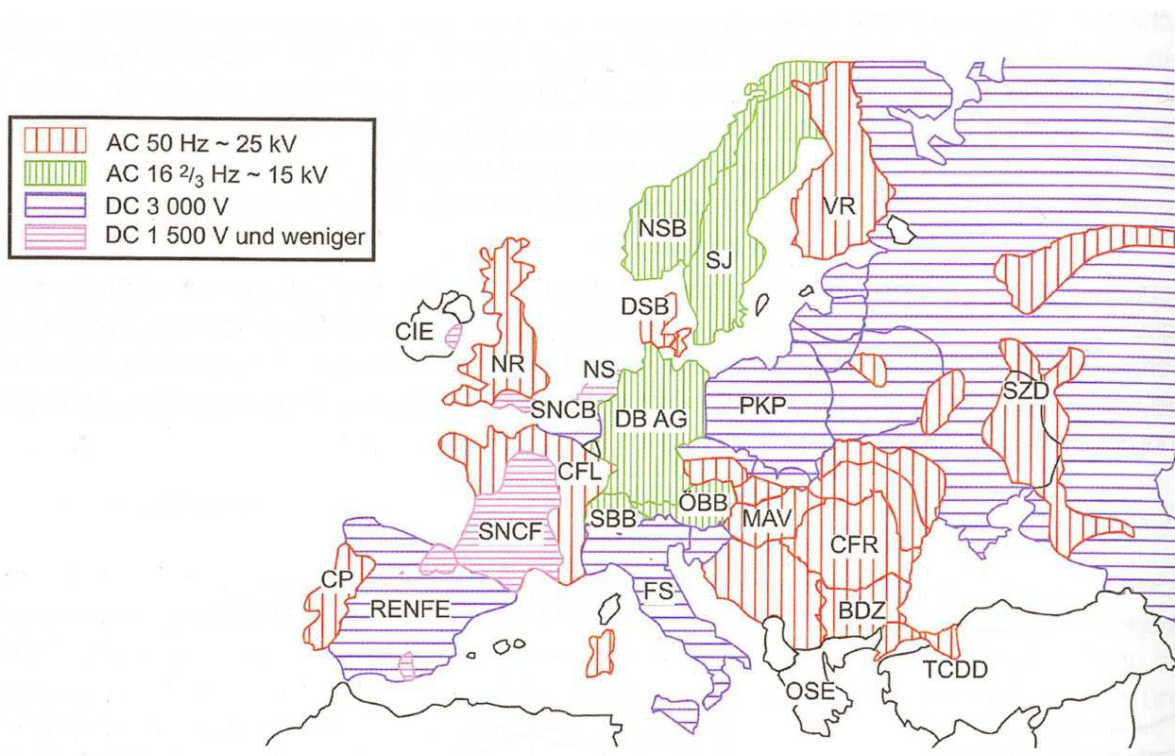 AC 50 Hz ~ 25 kV
AC 16 2/3 Hz ~ 15 kV
DC 3 000 V
DC 1 500 V und weniger
VR
NSB
SJ
DSB
CIE
NR
NS
SZD
SNCB
DB AG
PKP
CFL
ÖBB
SBB
MAV
SNCF
CFR
CP
FS
RENFE
BDZ
TCDD
OSE